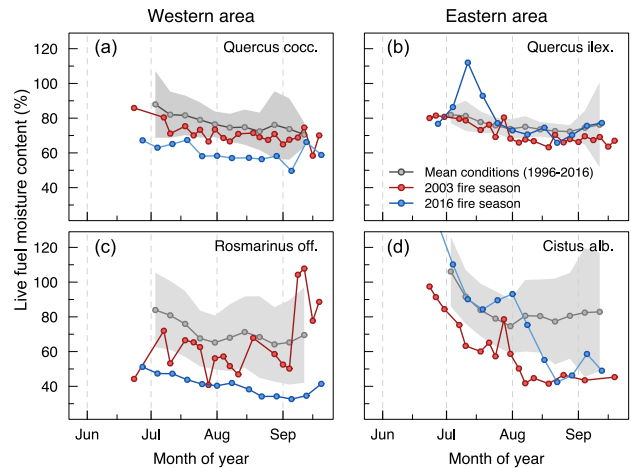 Western area
Eastern area
Live fuel moisture content (%)
(a)
Quercus cocc.
120
100
80
60
40
(b)
Quercus ilex.
Mean conditions (1996-2016)
2003 fire season
2016 fire season
(c)
Rosmarinus off.
120
100
80
60
40
(d)
Cistus alb.
Jun Jul Aug Sep
Jun Jul Aug Sep
Month of year
Month of year